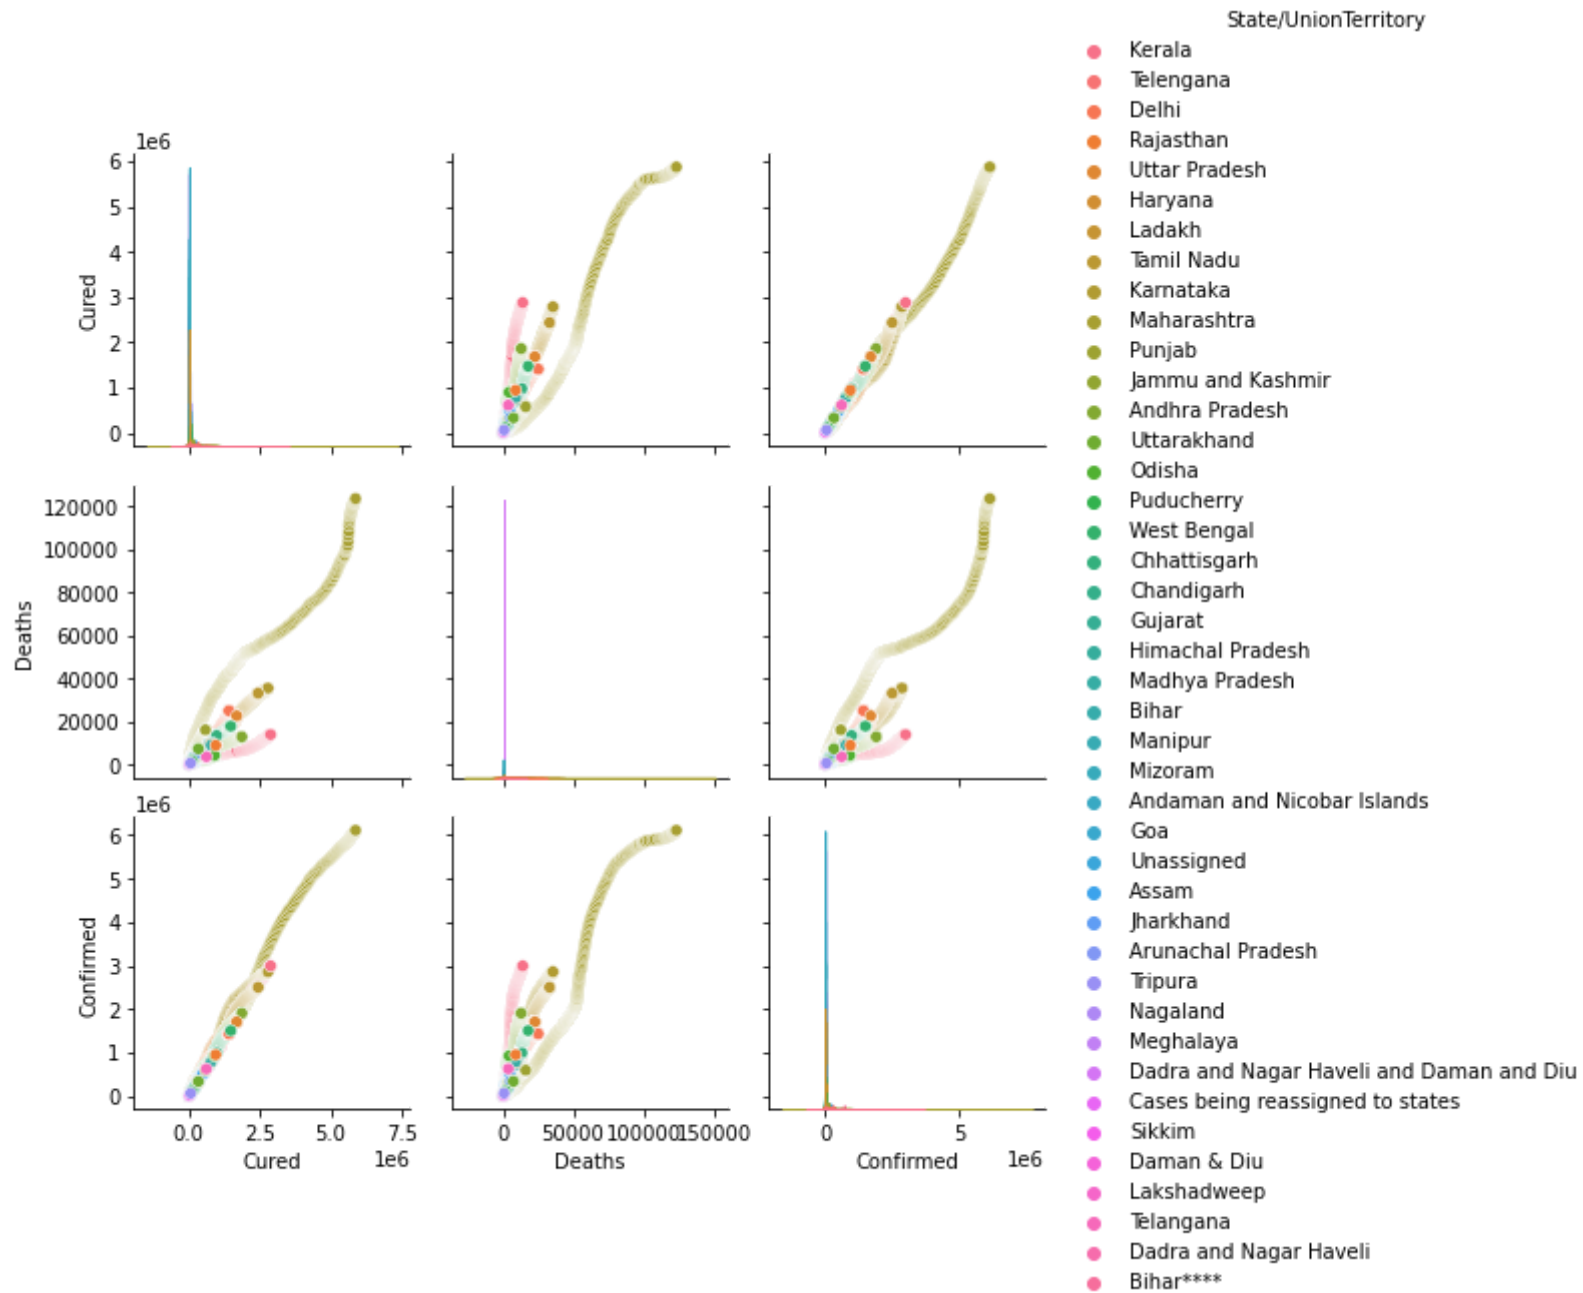 State/UnionTerritory
Kerala
Telengana
Delhi
Rajasthan
Uttar Pradesh
Haryana
Ladakh
Tamil Nadu
Karnataka
Maharashtra
Punjab
Jammu and Kashmir
Andhra Pradesh
Uttarakhand
Odisha
Puducherry
West Bengal
Chhattisgarh
Chandigarh
Gujarat
Himachal Pradesh
Madhya Pradesh
Bihar
Manipur
Mizoram
Andaman and Nicobar Islands
Goa
Unassigned
Assam
Jharkhand
Arunachal Pradesh
Tripura
Nagaland
Meghalaya
Dadra and Nagar Haveli and Daman and Diu
Cases being reassigned to states
Sikkim
Daman & Diu
Lakshadweep
Telangana
Dadra and Nagar Haveli
Bihar****
1e6
6
5
4
3
2
1
0
Cured
120000
100000
80000
60000
40000
20000
0
Deaths
1e6
6
5
4
3
2
1
0
Confirmed
0.0 2.5 5.0 7.5
Cured 1e6
0 50000 100000 150000
Deaths
0 5
Confirmed 1e6